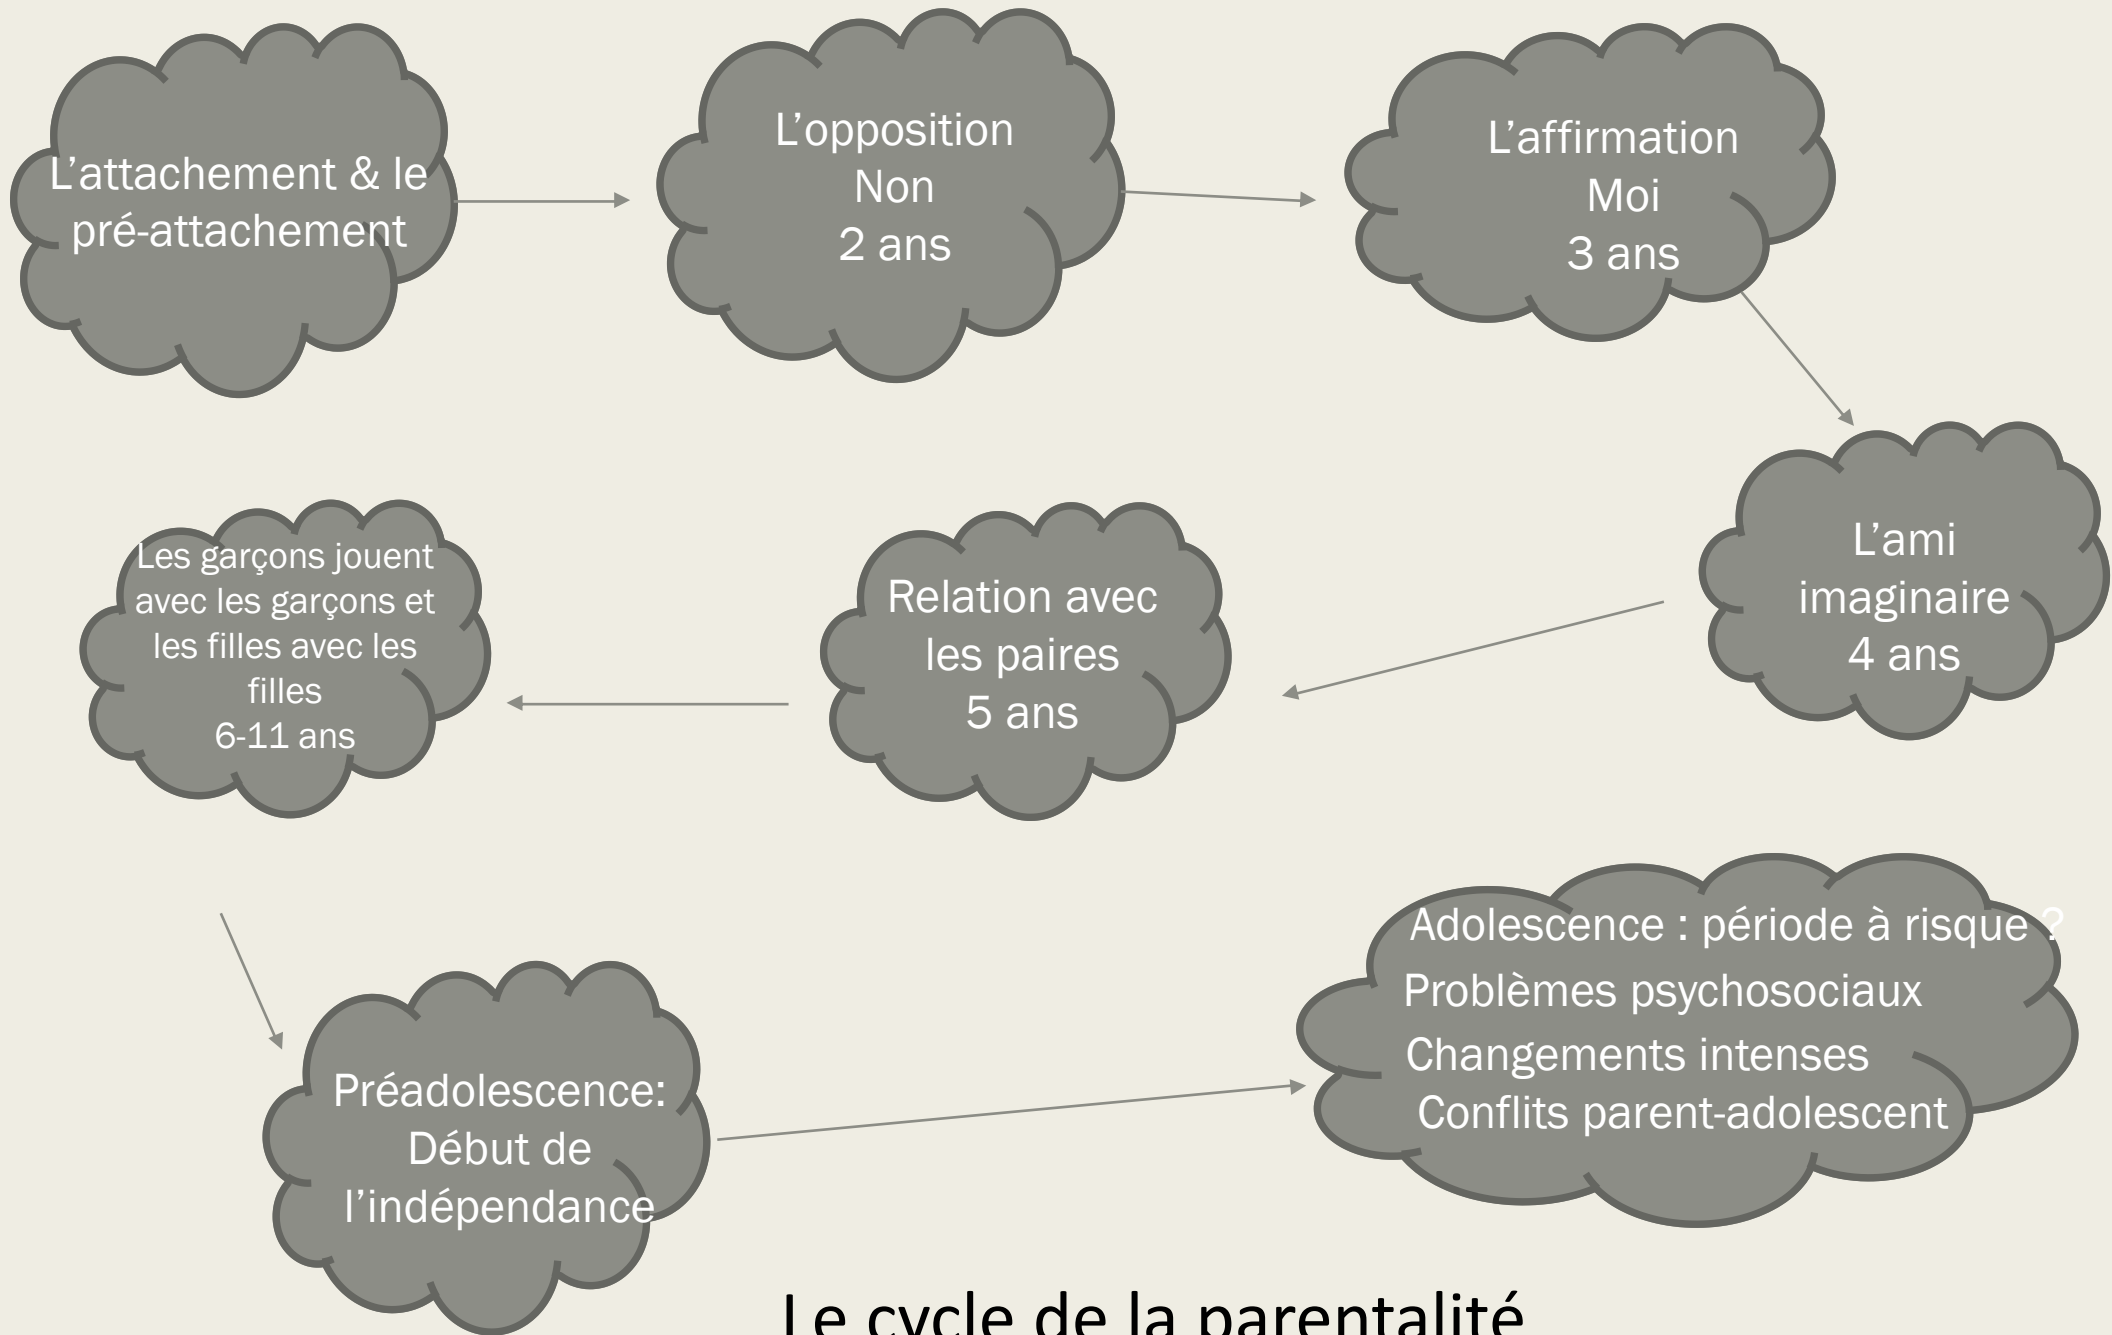 L’attachement & le
pré-attachement
L’opposition
Non
2 ans
L’affirmation
Moi
3 ans
L’ami
imaginaire
4 ans
Relation avec
les paires
5 ans
Les garçons jouent
avec les garçons et
les filles avec les
filles
6-11 ans
Préadolescence:
Début de
l’indépendance
Adolescence : période à risque ?
Problèmes psychosociaux
Changements intenses
Conflits parent-adolescent
Le cycle de la parentalité